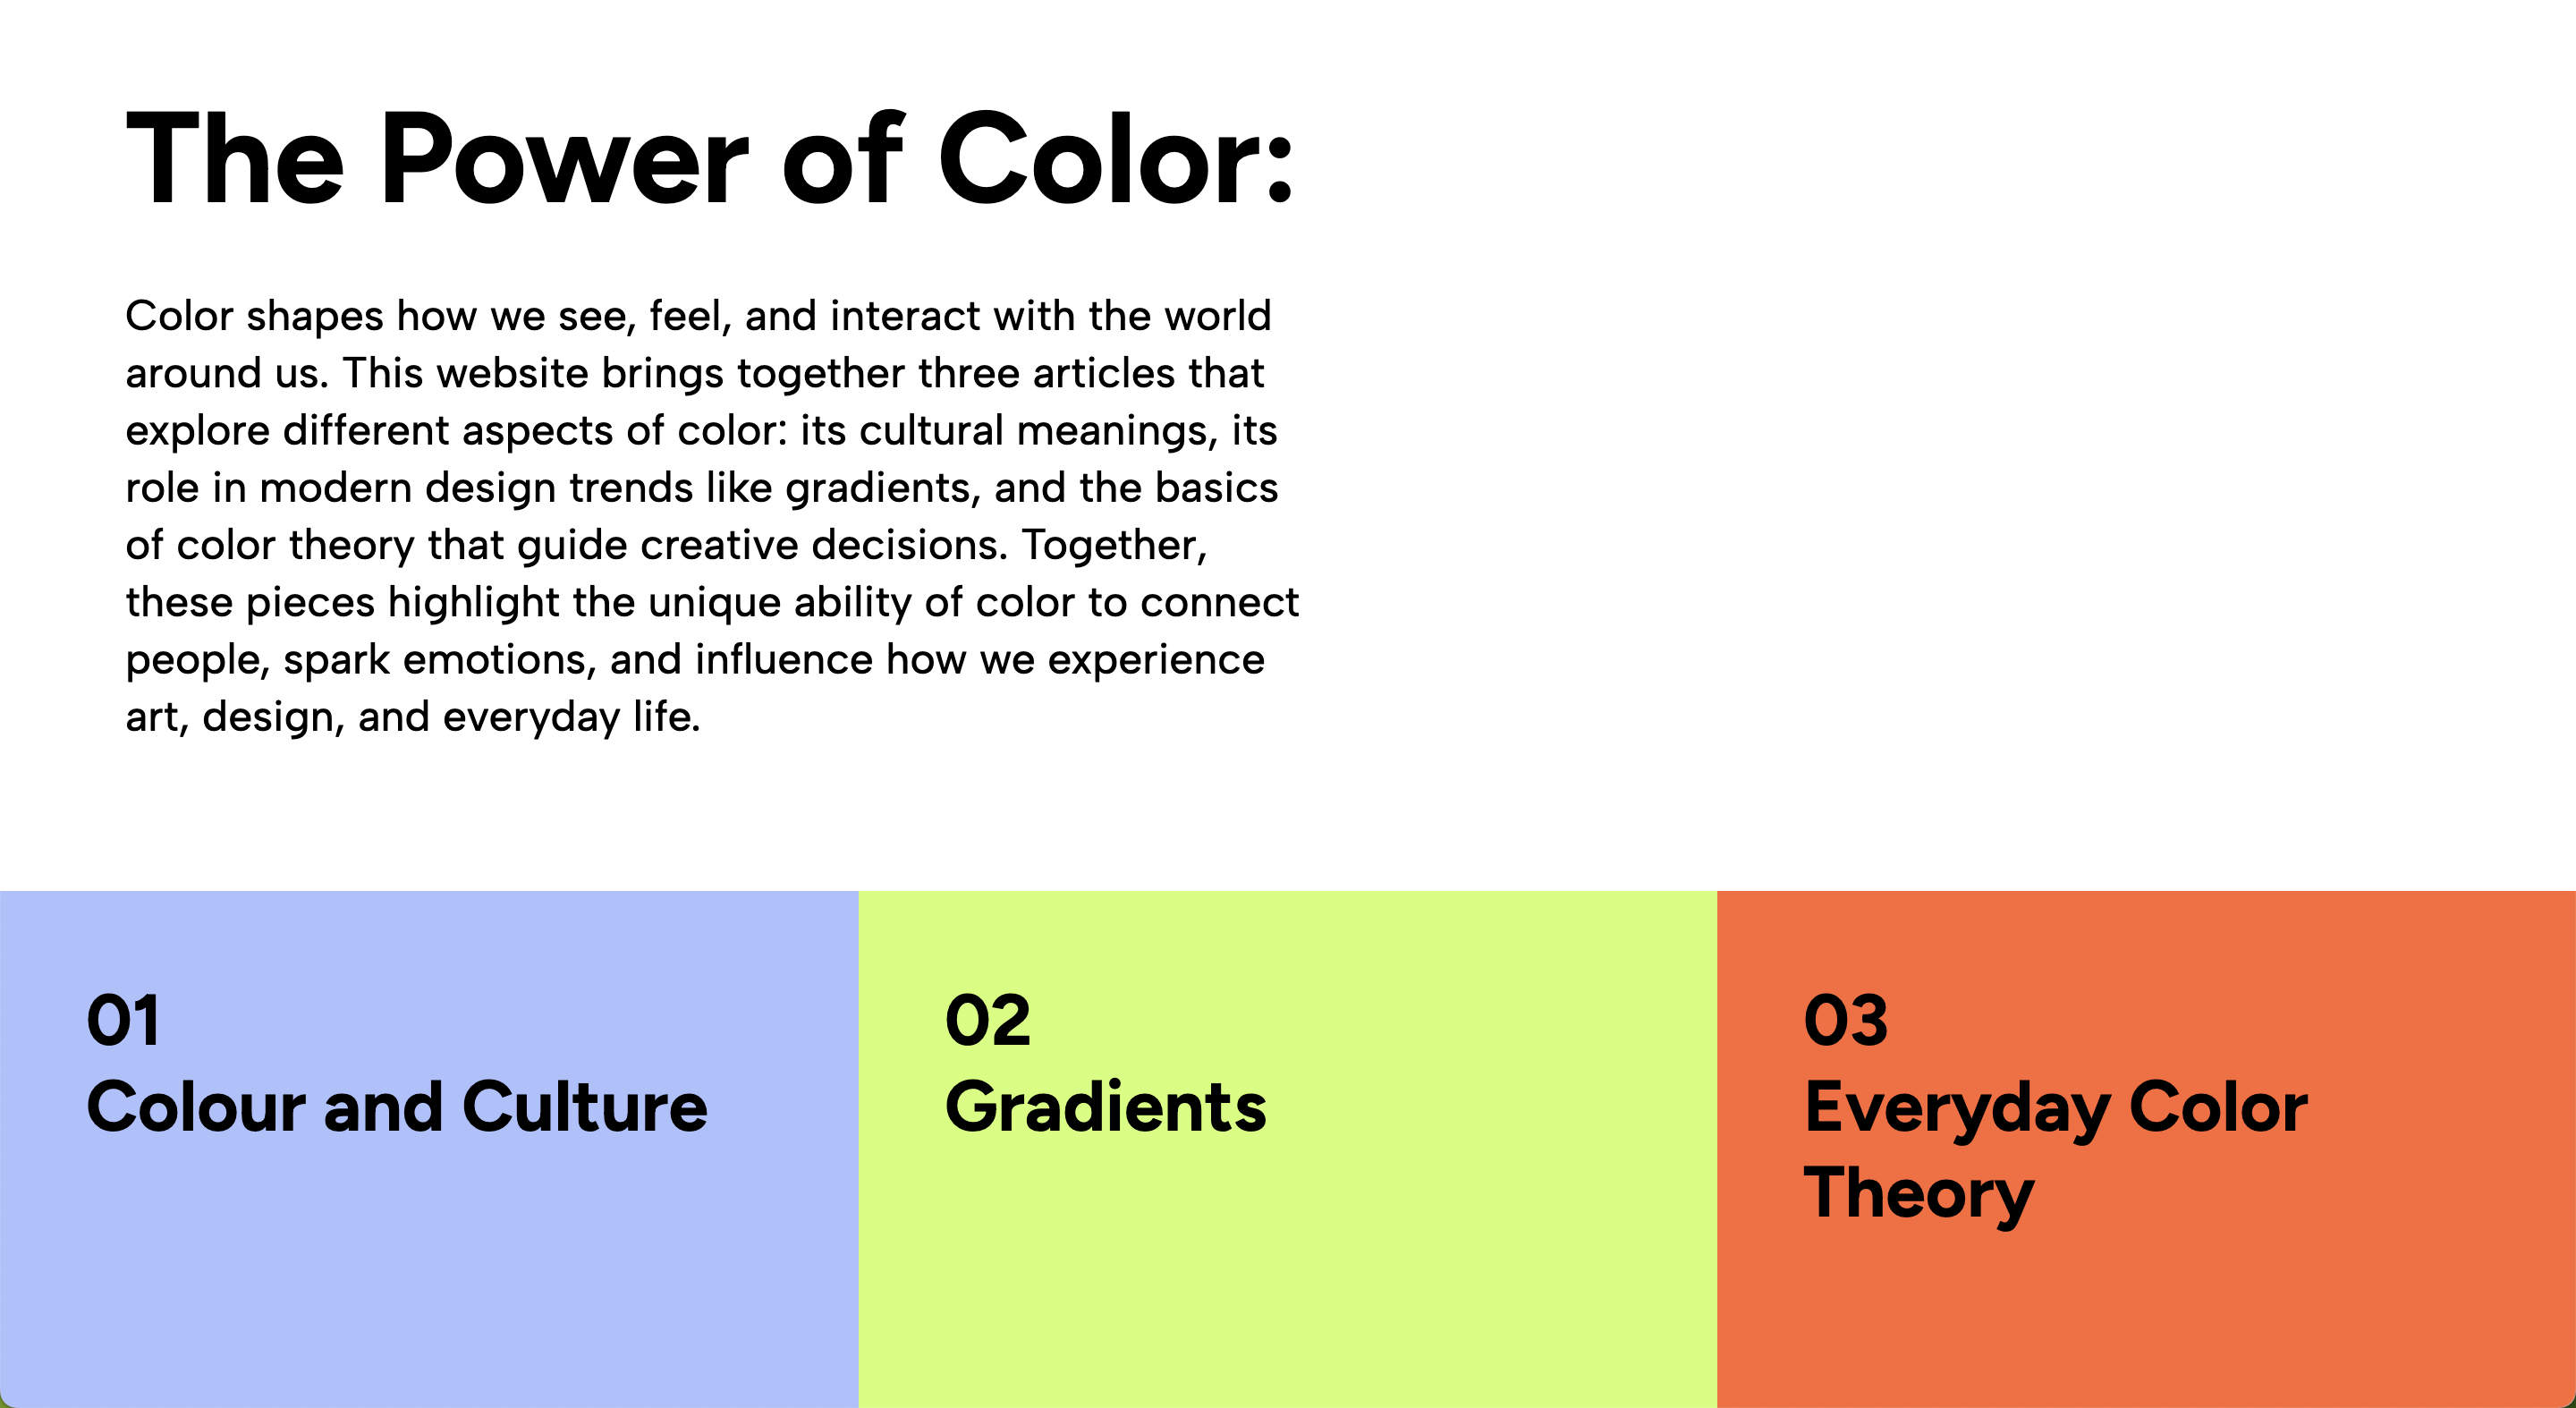 The Power of Color:
Color shapes how we see, feel, and interact with the world
around us. This website brings together three articles that
explore different aspects of color: its cultural meanings, its
role in modern design trends like gradients, and the basics
of color theory that guide creative decisions. Together,
these pieces highlight the unique ability of color to connect
people, spark emotions, and influence how we experience
art, design, and everyday life.
01
Colour and Culture
02
Gradients
03
Everyday Color
Theory